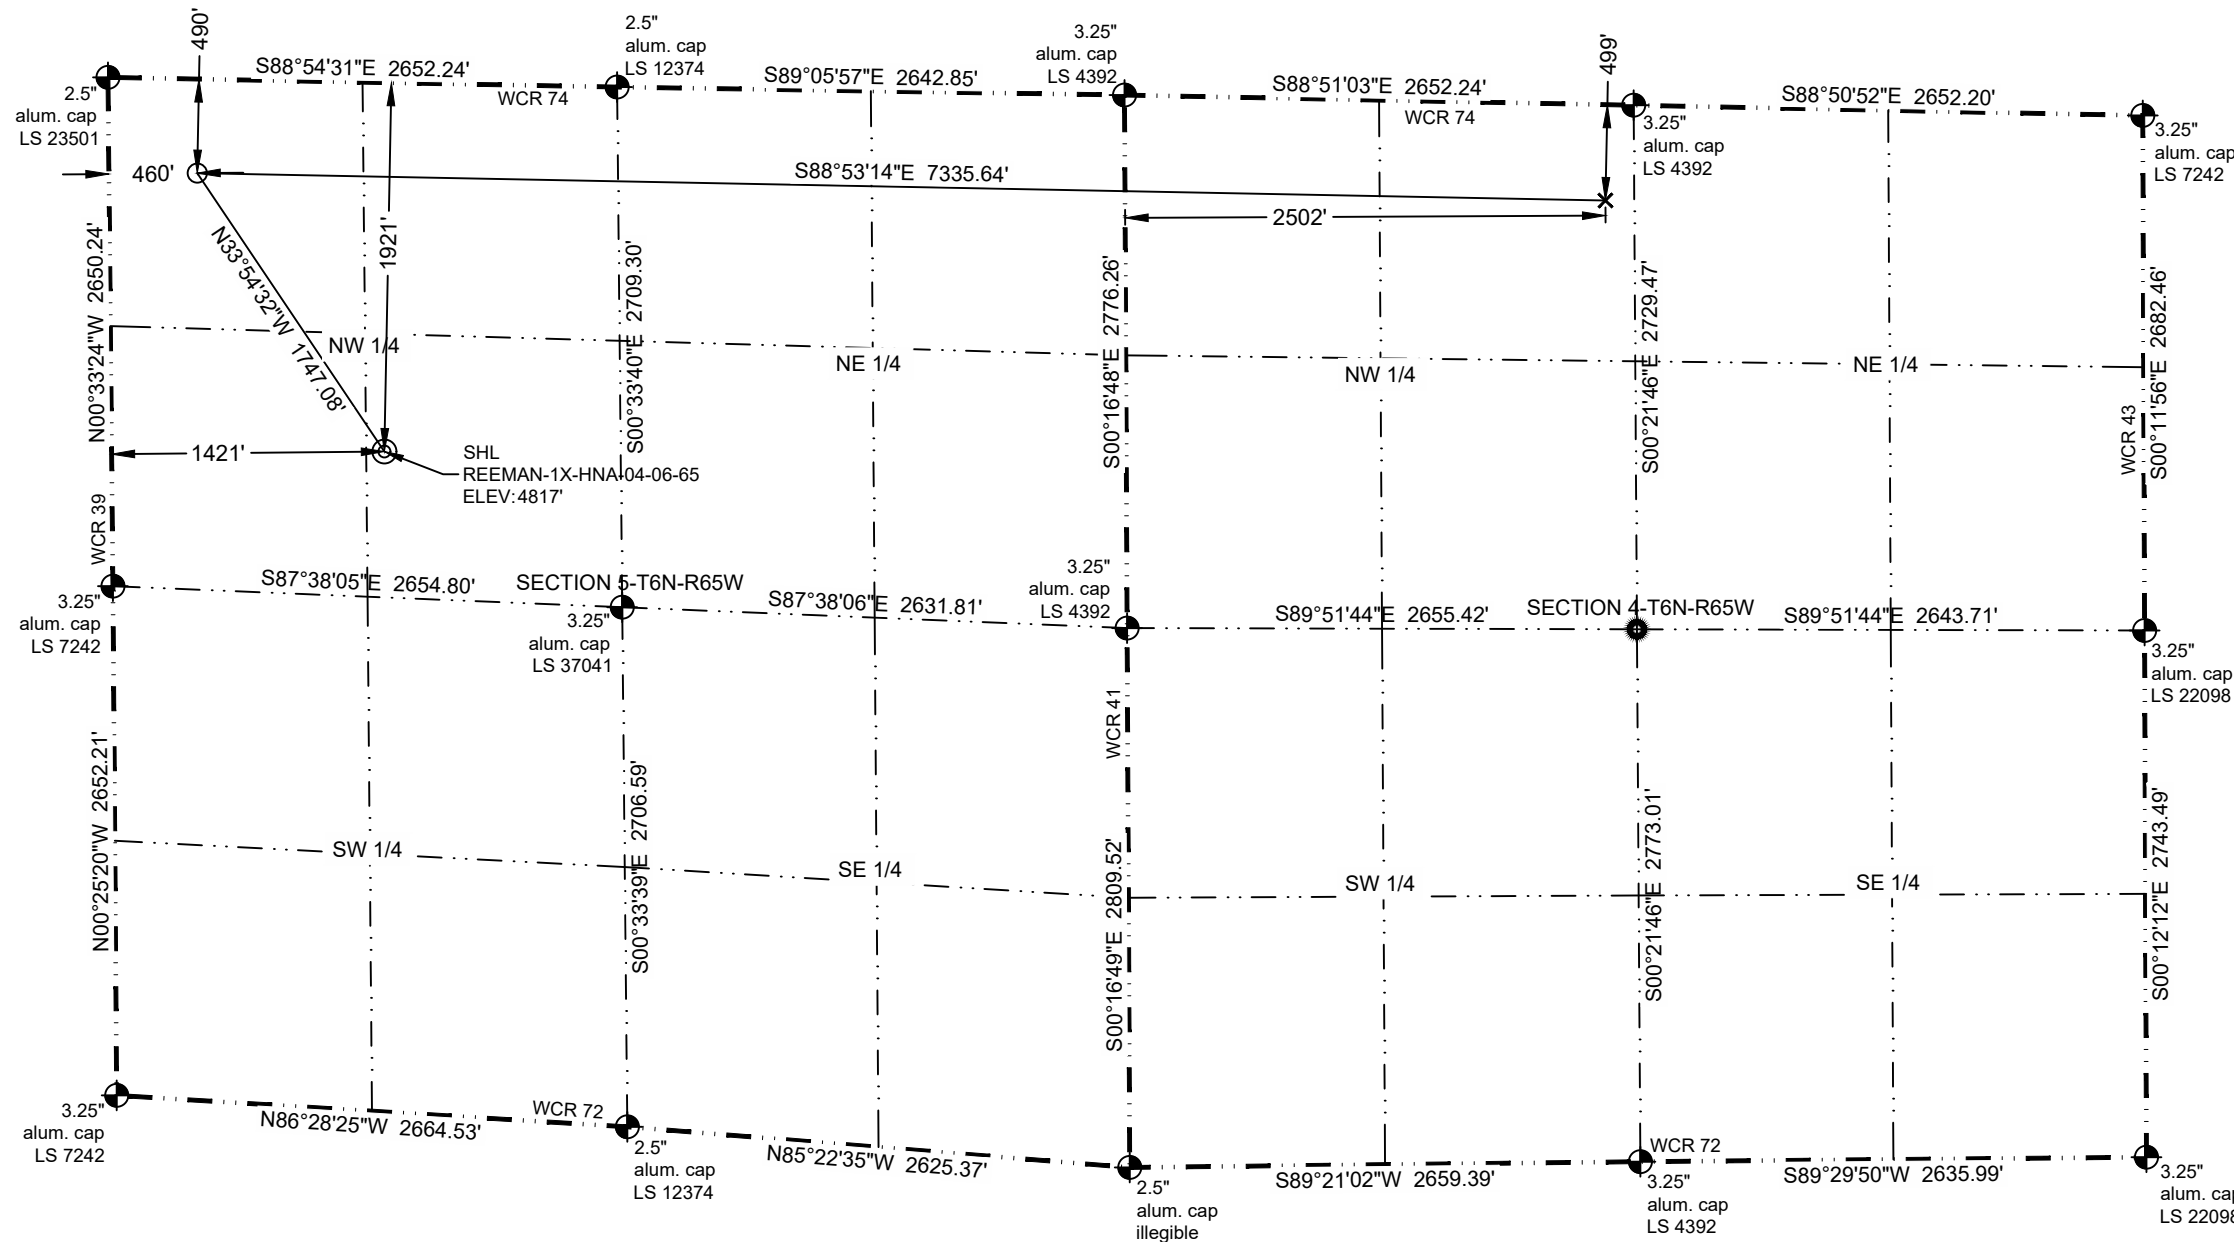 490'
2.5"
alum. cap
LS 12374
3.25"
alum. cap
LS 4392
499'
S88°54'31"E 2652.24'
WCR 74
S89°05'57"E 2642.85'
S88°51'03"E 2652.24'
WCR 74
S88°50'52"E 2652.20'
2.5"
alum. cap
LS 23501
3.25"
alum. cap
LS 4392
3.25"
alum. cap
LS 7242
460'
S88°53'14"E 7335.64'
2502'
N00°33'24"W 2650.24'
N33°54'32"W 1747.08'
1921'
S00°33'40"E 2709.30'
S00°16'48"E 2776.26'
S00°21'46"E 2729.47'
S00°11'56"E 2682.46'
WCR 43
NW 1/4
NE 1/4
NW 1/4
NE 1/4
1421'
SHL
REEMAN-1X-HNA-04-06-65
ELEV:4817'
WCR 39
S87°38'05"E 2654.80'
SECTION 5-T6N-R65W
S87°38'06"E 2631.81'
3.25"
alum. cap
LS 4392
S89°51'44"E 2655.42'
SECTION 4-T6N-R65W
S89°51'44"E 2643.71'
3.25"
alum. cap
LS 7242
3.25"
alum. cap
LS 37041
3.25"
alum. cap
LS 22098
WCR 41
N00°25'20"W 2652.21'
S00°33'39"E 2706.59'
S00°16'49"E 2809.52'
S00°21'46"E 2773.01'
S00°12'12"E 2743.49'
SW 1/4
SE 1/4
SW 1/4
SE 1/4
3.25"
alum. cap
LS 7242
N86°28'25"W 2664.53'
WCR 72
2.5"
alum. cap
LS 12374
N85°22'35"W 2625.37'
2.5"
alum. cap
illegible
S89°21'02"W 2659.39'
WCR 72
3.25"
alum. cap
LS 4392
S89°29'50"W 2635.99'
3.25"
alum. cap
LS 22098